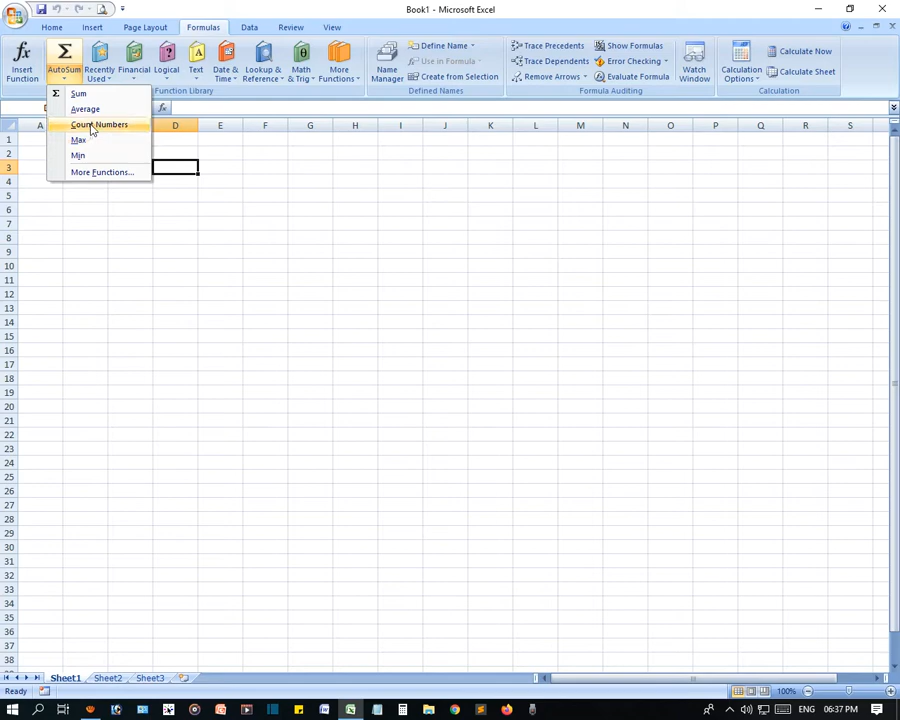 Book1 - Microsoft Excel
Home Insert Page Layout Formulas Data Review View
Insert Function
AutoSum
Recently Used
Financial
Logical
Text
Date & Time
Lookup & Reference
Math & Trig
More Functions
Name Manager
Define Name
Use in Formula
Create from Selection
Trace Precedents
Trace Dependents
Remove Arrows
Show Formulas
Error Checking
Evaluate Formula
Watch Window
Calculation Options
Calculate Now
Calculate Sheet
Function Library
Defined Names
Formula Auditing
Calculation
Σ Sum
Average
Count Numbers
Max
Min
More Functions...
fx
A D E F G H I J K L M N O P Q R S
1
2
3
4
5
6
7
8
9
10
11
12
13
14
15
16
17
18
19
20
21
22
23
24
25
26
27
28
29
30
31
32
33
34
35
36
37
38
Sheet1 Sheet2 Sheet3
Ready
100%
ENG 06:37 PM